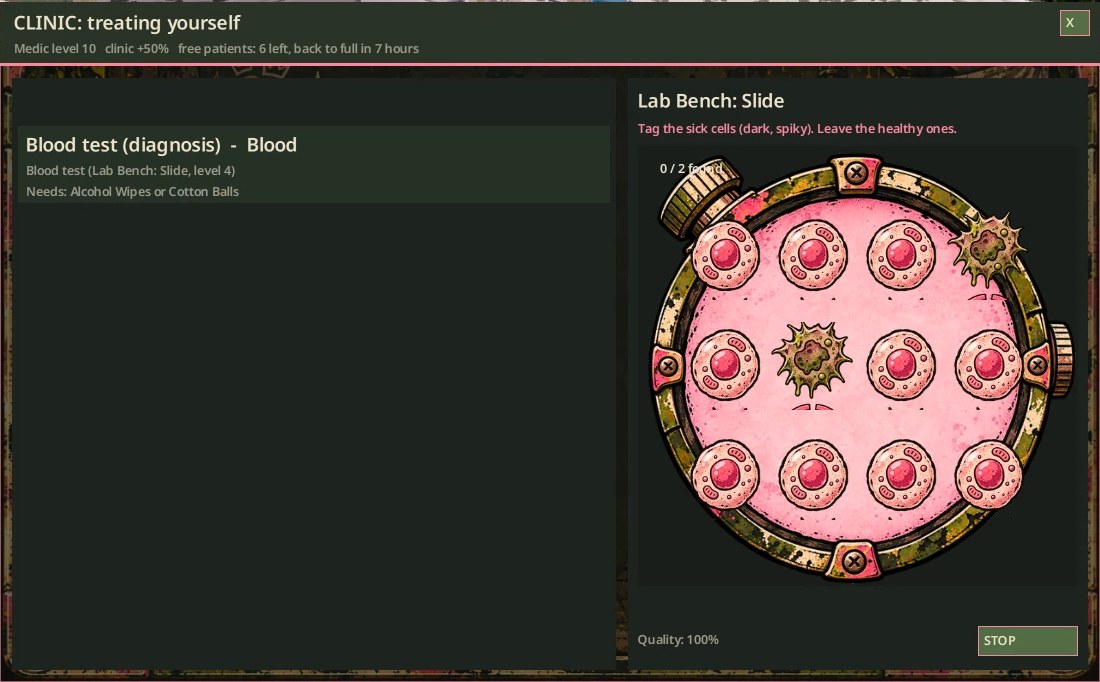 CLINIC: treating yourself
X
Medic level 10 clinic +50% free patients: 6 left, back to full in 7 hours
Blood test (diagnosis) - Blood
Blood test (Lab Bench: Slide, level 4)
Needs: Alcohol Wipes or Cotton Balls
Lab Bench: Slide
Tag the sick cells (dark, spiky). Leave the healthy ones.
0 / 2 found
Quality: 100%
STOP